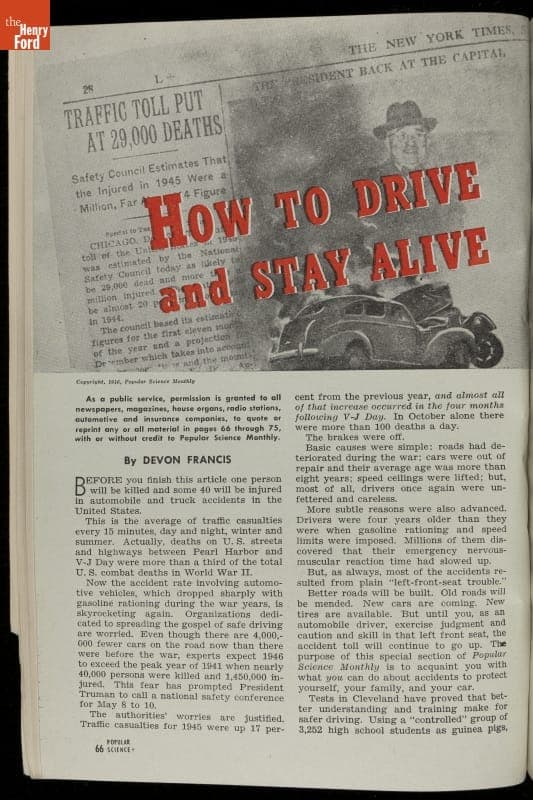 the
Henry
Ford
THE NEW YORK TIMES,
28
L+
THE PRESIDENT BACK AT THE CAPITAL
TRAFFIC TOLL PUT
AT 29,000 DEATHS
Safety Council Estimates That
the Injured in 1945 Were a
Million, Far 4 Figure
HOW TO DRIVE
and STAY ALIVE
Special to
CHICAGO,
toll of the
was estimated by the National
Safety Council today as likely to
be 29,000 dead and more
million injured
be almost 20
in 1944.
The council based its
figures for the first eleven
of the year and a projection
which takes into account
Copyright, 1946, Popular Science Monthly
As a public service, permission is granted to all
newspapers, magazines, house organs, radio stations,
automotive and insurance companies, to quote or
reprint any or all material in pages 66 through 75,
with or without credit to Popular Science Monthly.
By DEVON FRANCIS
BEFORE you finish this article one person
will be killed and some 40 will be injured
in automobile and truck accidents in the
United States.
This is the average of traffic casualties
every 15 minutes, day and night, winter and
summer. Actually, deaths on U. S. streets
and highways between Pearl Harbor and
V-J Day were more than a third of the total
U. S. combat deaths in World War II.
Now the accident rate involving automo-
tive vehicles, which dropped sharply with
gasoline rationing during the war years, is
skyrocketing again. Organizations dedi-
cated to spreading the gospel of safe driving
are worried. Even though there are 4,000,-
000 fewer cars on the road now than there
were before the war, experts expect 1946
to exceed the peak year of 1941 when nearly
40,000 persons were killed and 1,450,000 in-
jured. This fear has prompted President
Truman to call a national safety conference
for May 8 to 10.
The authorities' worries are justified.
Traffic casualties for 1945 were up 17 per-
cent from the previous year, and almost all
of that increase occurred in the four months
following V-J Day. In October alone there
were more than 100 deaths a day.
The brakes were off.
Basic causes were simple: roads had de-
teriorated during the war; cars were out of
repair and their average age was more than
eight years; speed ceilings were lifted; but,
most of all, drivers once again were un-
fettered and careless.
More subtle reasons were also advanced.
Drivers were four years older than they
were when gasoline rationing and speed
limits were imposed. Millions of them dis-
covered that their emergency nervous-
muscular reaction time had slowed up.
But, as always, most of the accidents re-
sulted from plain "left-front-seat trouble."
Better roads will be built. Old roads will
be mended. New cars are coming. New
tires are available. But until you, as an
automobile driver, exercise judgment and
caution and skill in that left front seat, the
accident toll will continue to go up. The
purpose of this special section of Popular
Science Monthly is to acquaint you with
what you can do about accidents to protect
yourself, your family, and your car.
Tests in Cleveland have proved that bet-
ter understanding and training make for
safer driving. Using a "controlled" group of
3,252 high school students as guinea pigs,
66 POPULAR
SCIENCE